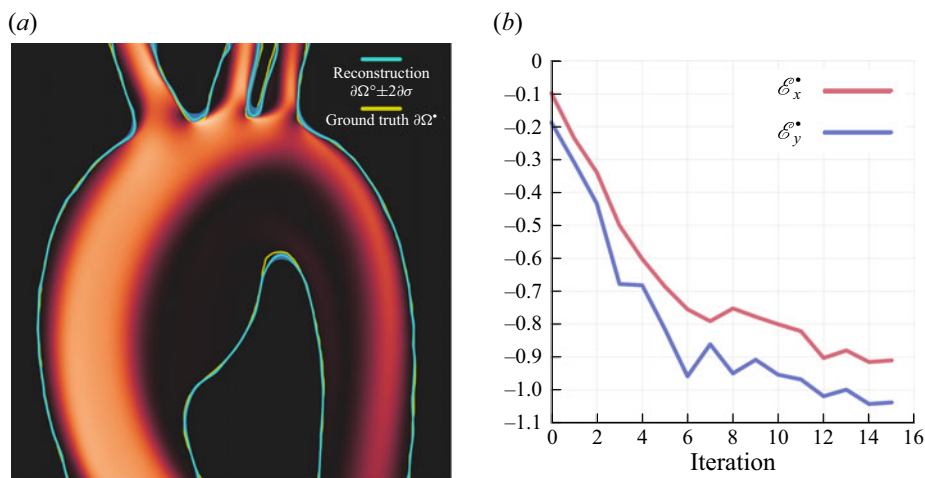 (a)
Reconstruction
∂Ω°±2∂σ
Ground truth ∂Ω•
(b)
0
–0.1
–0.2
–0.3
–0.4
–0.5
–0.6
–0.7
–0.8
–0.9
–1.0
–1.1
ℰ•x
ℰ•y
0 2 4 6 8 10 12 14 16
Iteration